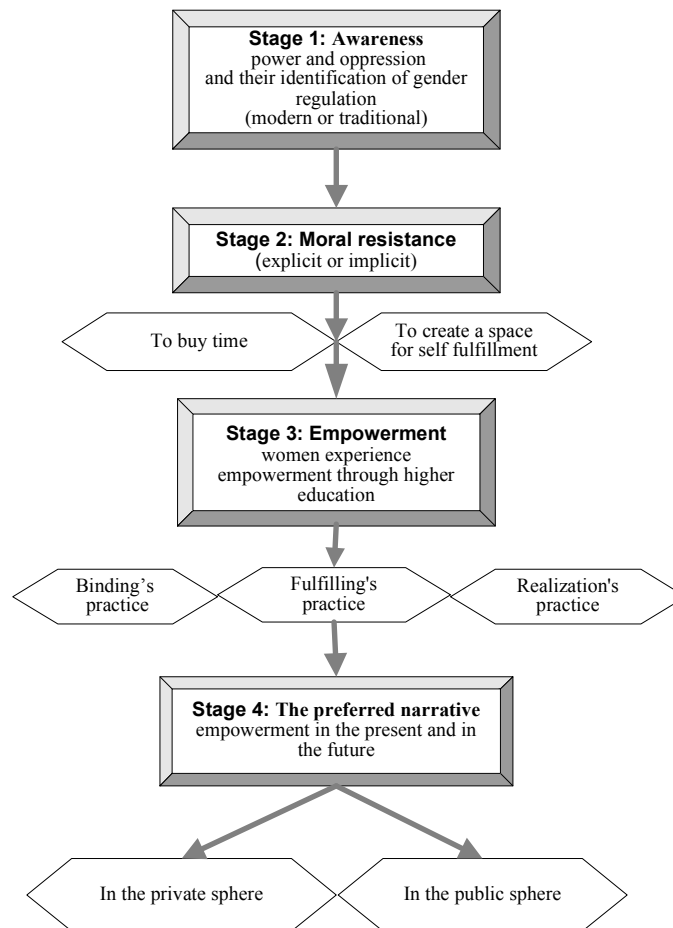 Stage 1: Awareness
power and oppression
and their identification of gender
regulation
(modern or traditional)
Stage 2: Moral resistance
(explicit or implicit)
To buy time
To create a space
for self fulfillment
Stage 3: Empowerment
women experience
empowerment through higher
education
Binding’s
practice
Fulfilling's
practice
Realization's
practice
Stage 4: The preferred narrative
empowerment in the present and in
the future
In the private sphere
In the public sphere